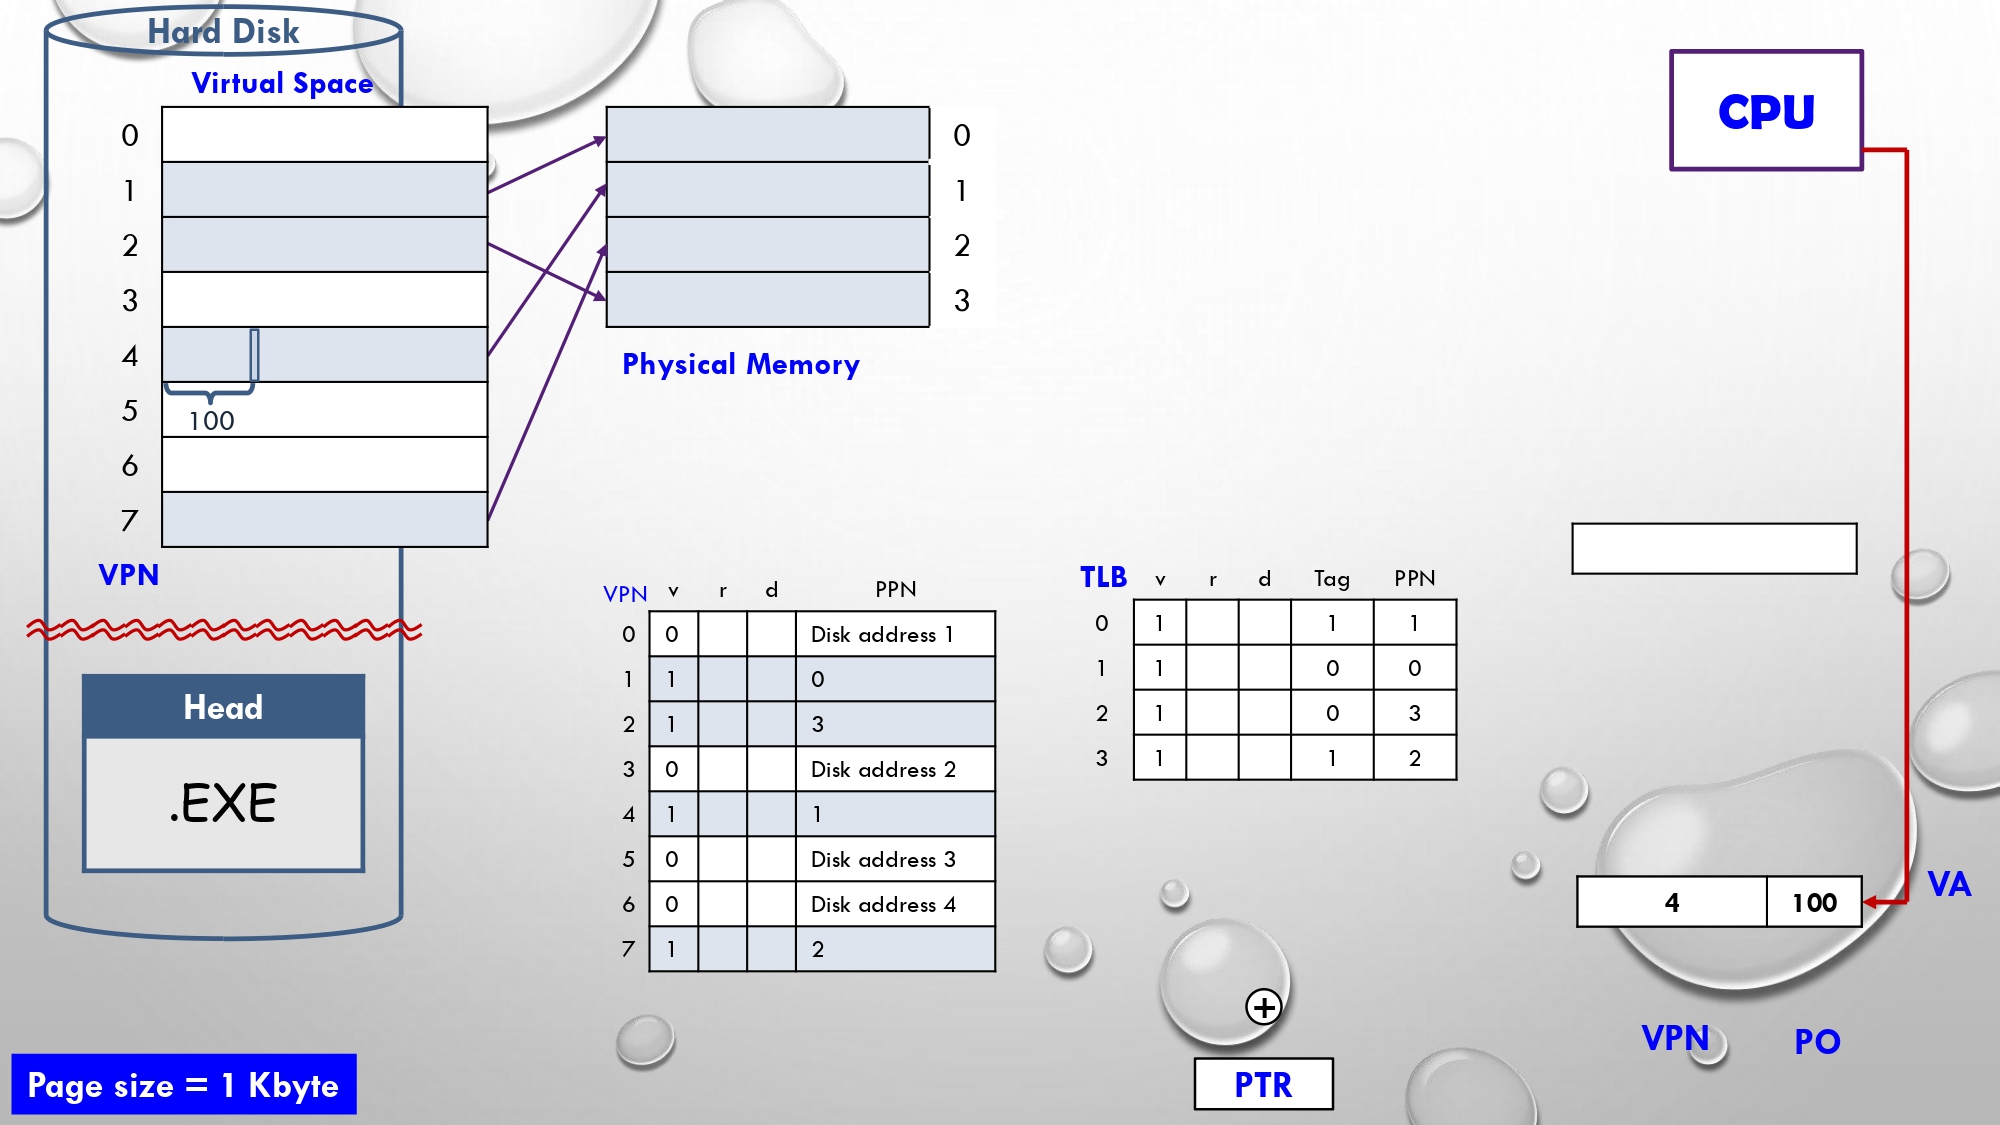 Hard Disk
Virtual Space
0
1
2
3
4
100
5
6
7
VPN
Head
.EXE
Page size = 1 Kbyte
0
1
2
3
Physical Memory
VPN v r d PPN
0 0 Disk address 1
1 1 0
2 1 3
3 0 Disk address 2
4 1 1
5 0 Disk address 3
6 0 Disk address 4
7 1 2
TLB v r d Tag PPN
0 1 1 1
1 1 0 0
2 1 0 3
3 1 1 2
+
PTR
CPU
VA
4 100
VPN PO